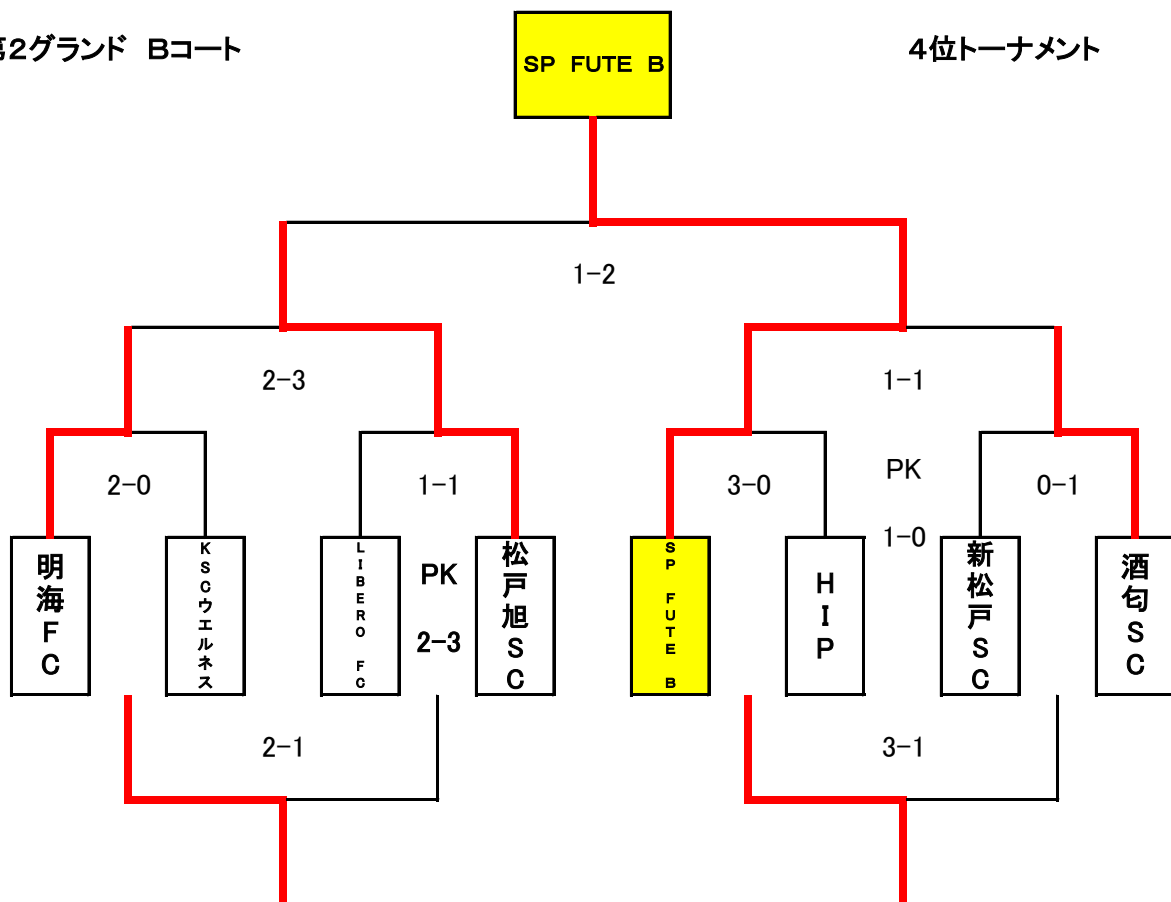 第2グランド Bコート
4位トーナメント
SP FUTE B
1-2
2-3
1-1
2-0
1-1
3-0
PK
1-0
0-1
明海FC
KSCウエルネス
LIBERO FC
PK
2-3
松戸旭SC
SP FUTE B
HIP
新松戸SC
酒匂SC
2-1
3-1